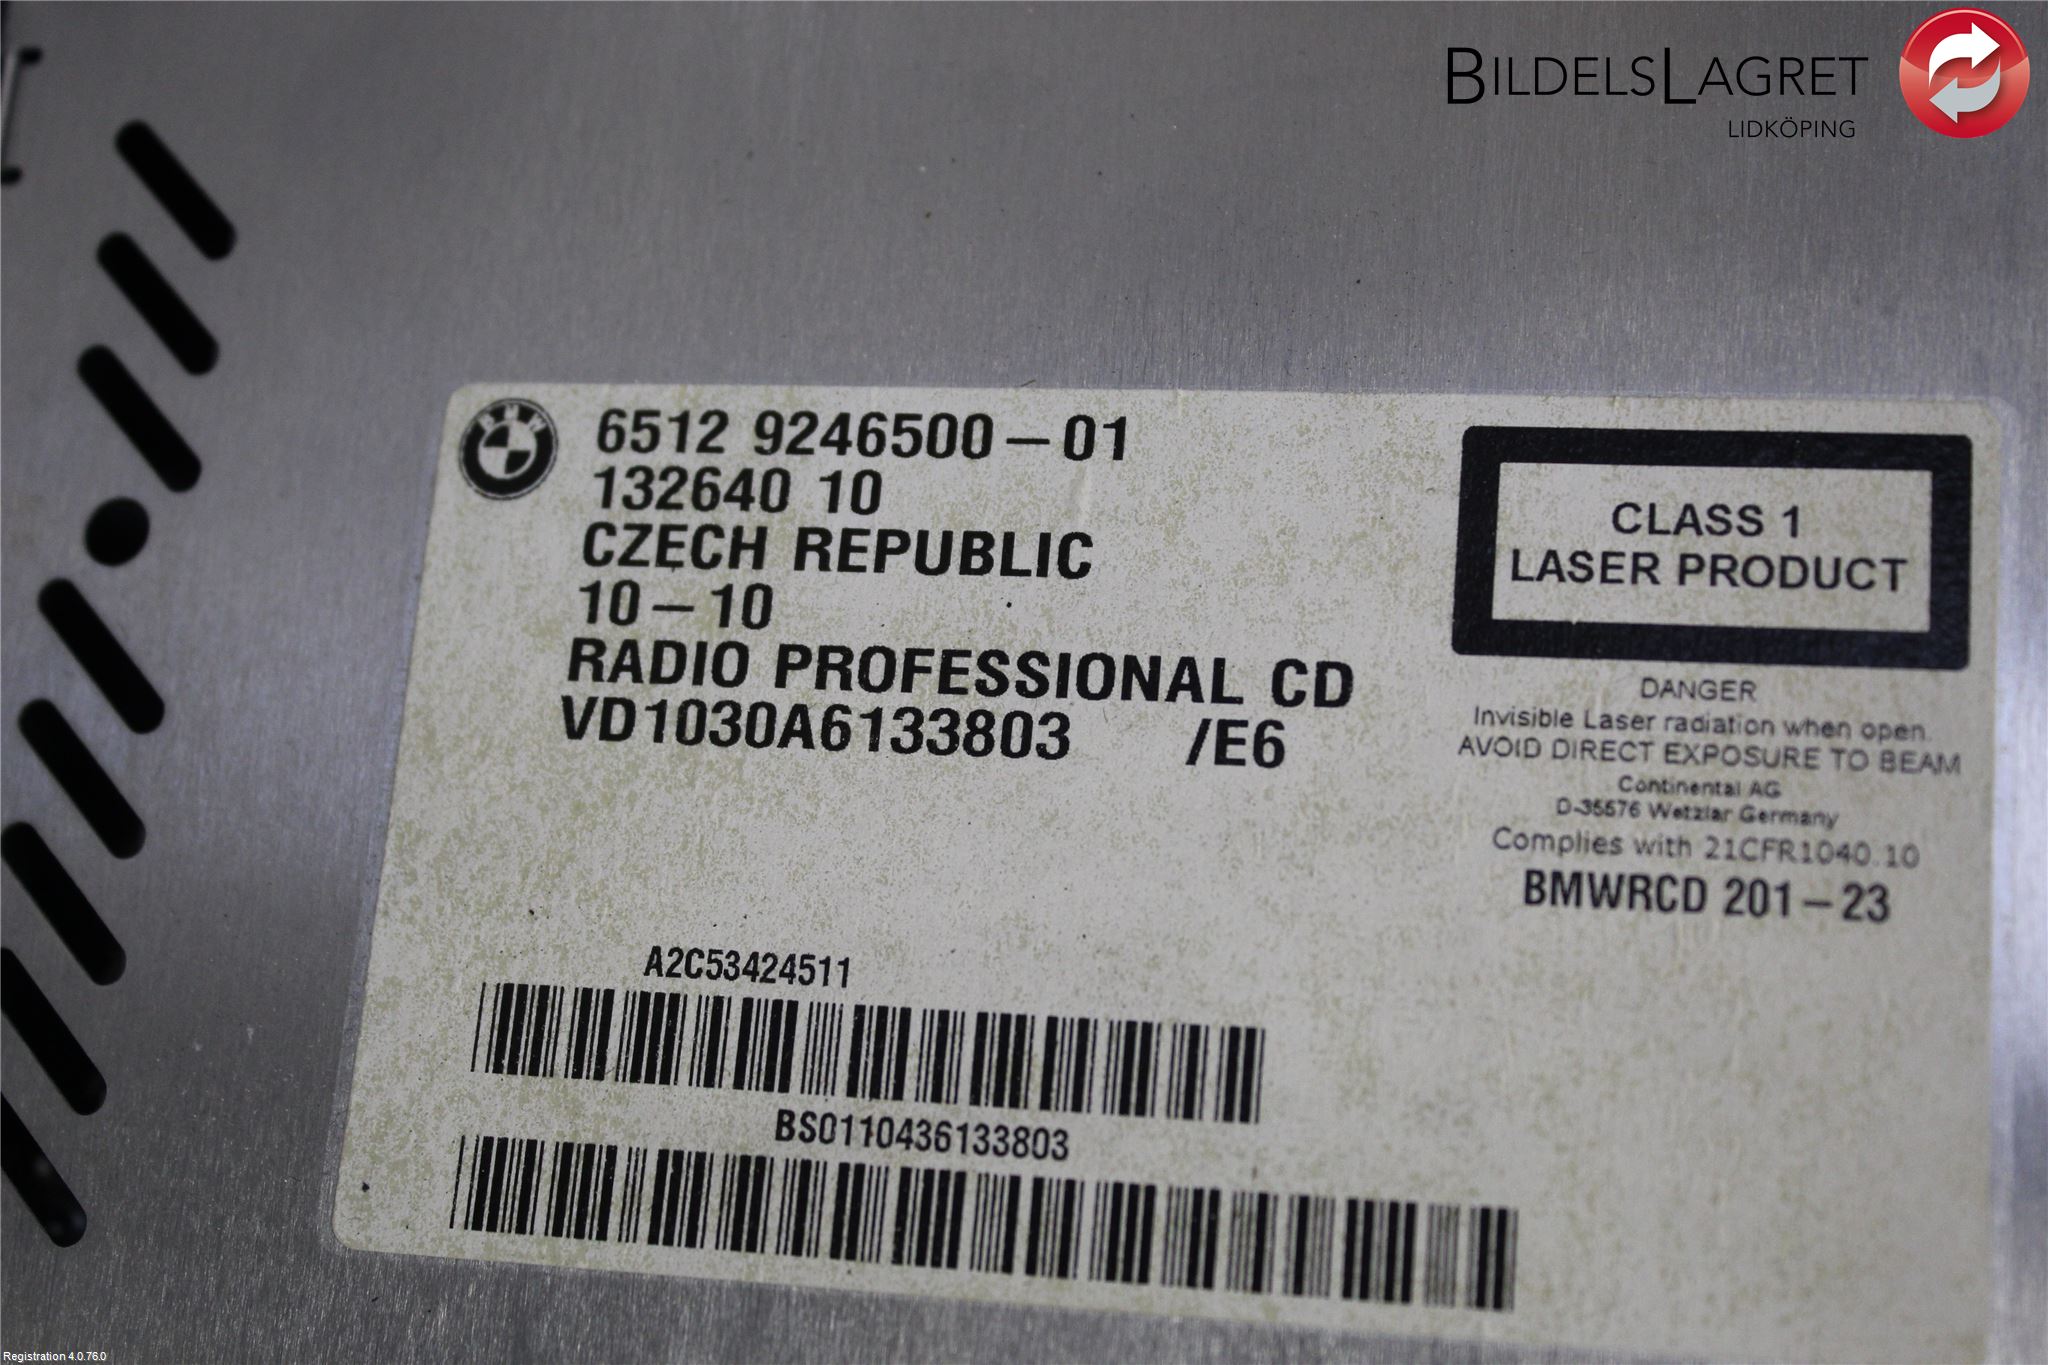 BILDELSLAGRET
LIDKÖPING
BMW
6512 9246500-01
132640 10
CZECH REPUBLIC
10-10
RADIO PROFESSIONAL CD
VD1030A6133803 /E6
CLASS 1
LASER PRODUCT
DANGER
Invisible Laser radiation when open.
AVOID DIRECT EXPOSURE TO BEAM
Continental AG
D-35576 Wetzlar Germany
Complies with 21CFR1040.10
BMWRCD 201-23
A2C53424511
BS0110436133803
Registration 4.0.76.0